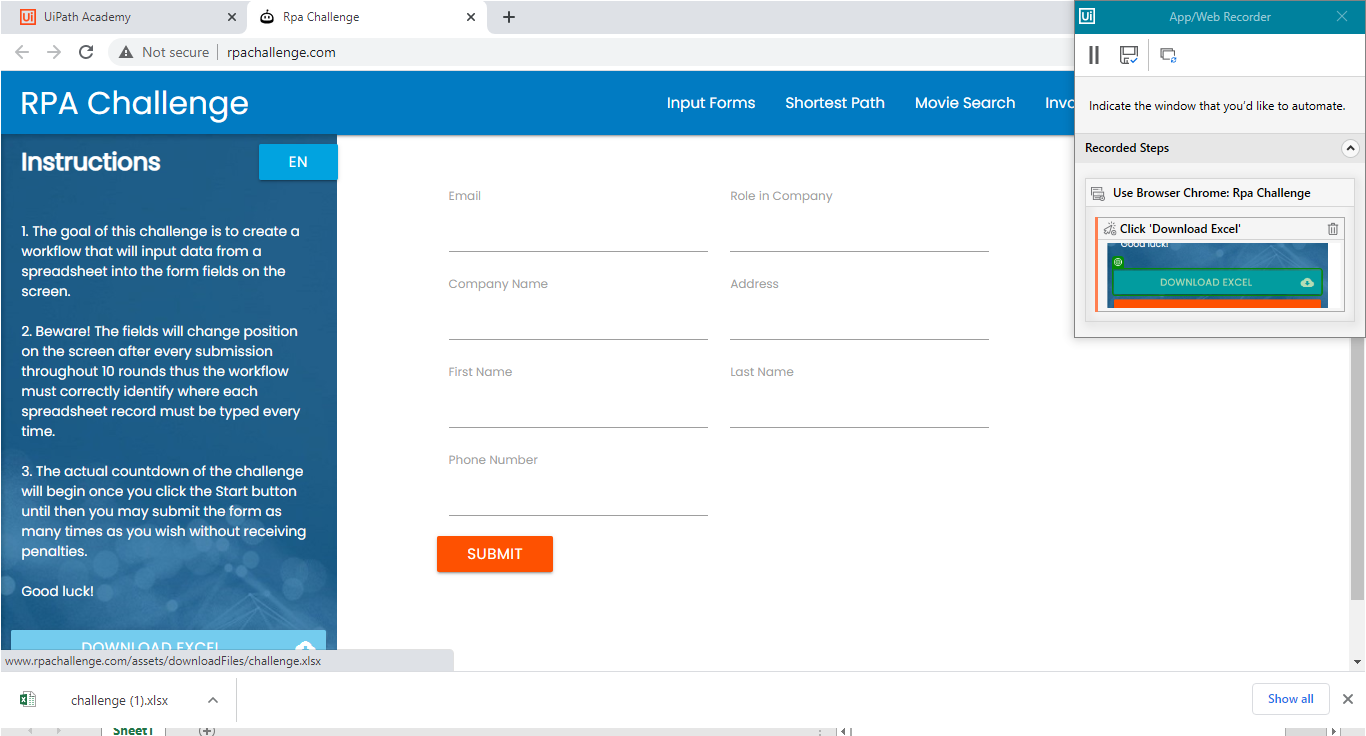 Ui UiPath Academy
Rpa Challenge
Ui App/Web Recorder
Not secure rpachallenge.com
Indicate the window that you'd like to automate.
Recorded Steps
Use Browser Chrome: Rpa Challenge
Click 'Download Excel'
Good luck!
DOWNLOAD EXCEL
RPA Challenge
Input Forms
Shortest Path
Movie Search
Instructions
EN
1. The goal of this challenge is to create a
workflow that will input data from a
spreadsheet into the form fields on the
screen.
2. Beware! The fields will change position
on the screen after every submission
throughout 10 rounds thus the workflow
must correctly identify where each
spreadsheet record must be typed every
time.
3. The actual countdown of the challenge
will begin once you click the Start button
until then you may submit the form as
many times as you wish without receiving
penalties.
Good luck!
DOWNLOAD EXCEL
Email
Role in Company
Company Name
Address
First Name
Last Name
Phone Number
SUBMIT
www.rpachallenge.com/assets/downloadFiles/challenge.xlsx
challenge (1).xlsx
Show all
Sheet1